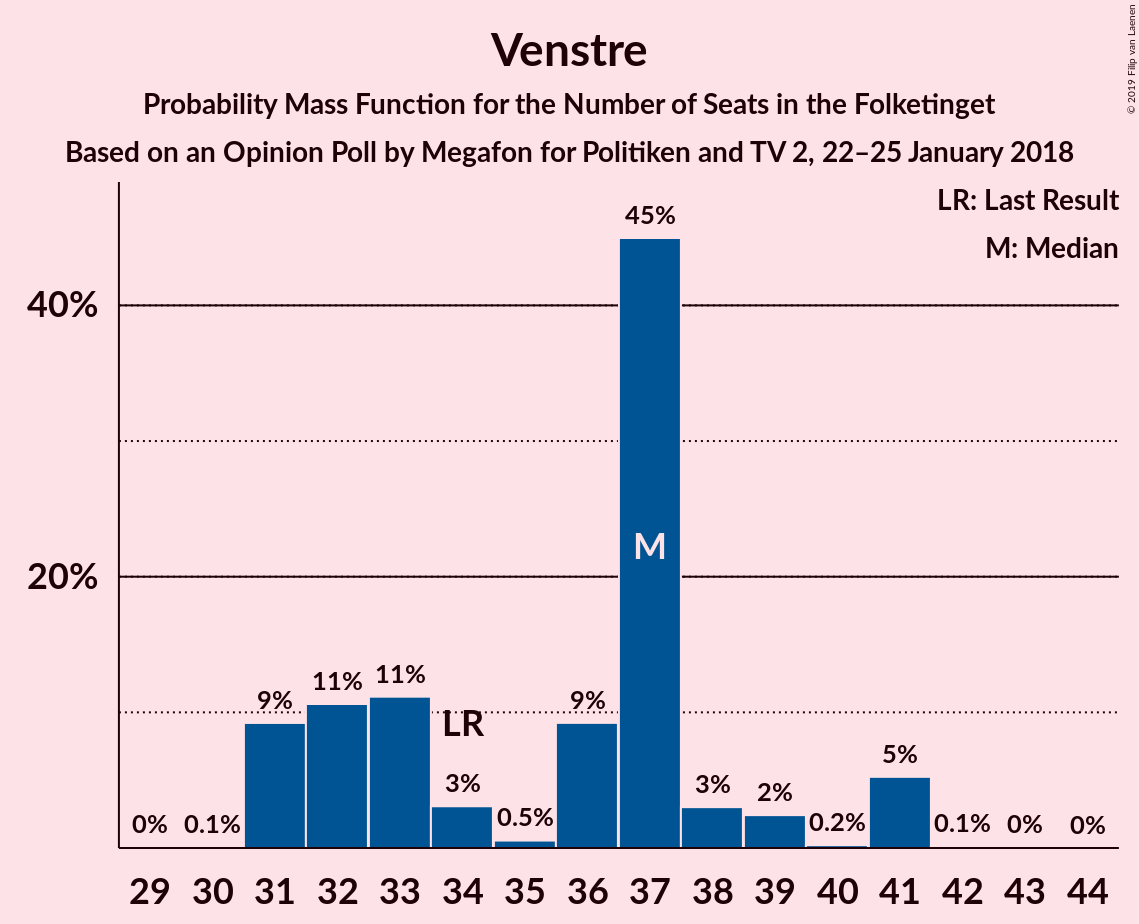 Venstre
Probability Mass Function for the Number of Seats in the Folketinget
Based on an Opinion Poll by Megafon for Politiken and TV 2, 22–25 January 2018
© 2019 Filip van Laenen
LR: Last Result
M: Median
45%
40%
M
20%
11%
11%
9%
9%
LR
5%
3%
3%
2%
0%
0.1%
0.5%
0.2%
0.1%
0%
0%
29 30 31 32 33 34 35 36 37 38 39 40 41 42 43 44